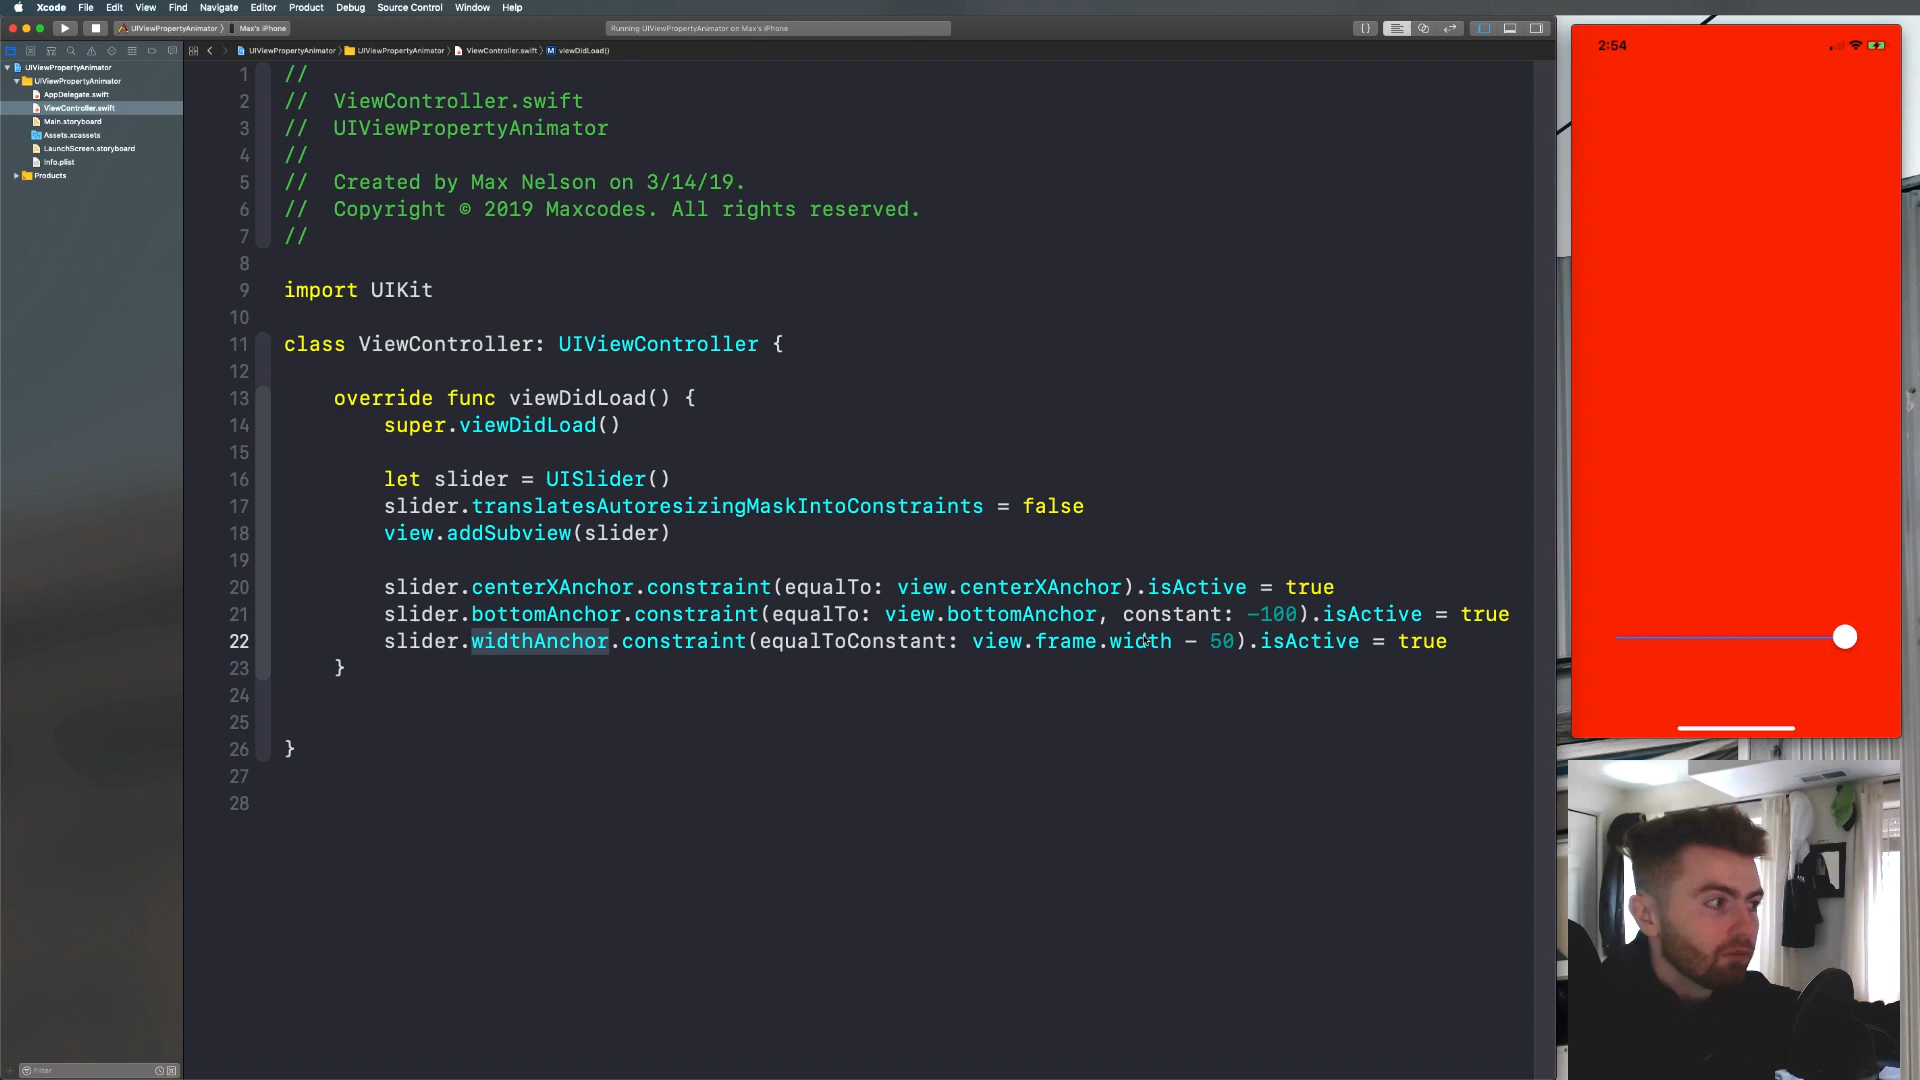 Xcode File Edit View Find Navigate Editor Product Debug Source Control Window Help
UIViewPropertyAnimator Max's iPhone
Running UIViewPropertyAnimator on Max's iPhone
UIViewPropertyAnimator UIViewPropertyAnimator ViewController.swift M viewDidLoad()
UIViewPropertyAnimator
UIViewPropertyAnimator
AppDelegate.swift
ViewController.swift
Main.storyboard
Assets.xcassets
LaunchScreen.storyboard
Info.plist
Products
Filter
1 //
2 // ViewController.swift
3 // UIViewPropertyAnimator
4 //
5 // Created by Max Nelson on 3/14/19.
6 // Copyright © 2019 Maxcodes. All rights reserved.
7 //
8
9 import UIKit
10
11 class ViewController: UIViewController {
12
13 override func viewDidLoad() {
14 super.viewDidLoad()
15
16 let slider = UISlider()
17 slider.translatesAutoresizingMaskIntoConstraints = false
18 view.addSubview(slider)
19
20 slider.centerXAnchor.constraint(equalTo: view.centerXAnchor).isActive = true
21 slider.bottomAnchor.constraint(equalTo: view.bottomAnchor, constant: -100).isActive = true
22 slider.widthAnchor.constraint(equalToConstant: view.frame.width - 50).isActive = true
23 }
24
25
26 }
27
28
2:54